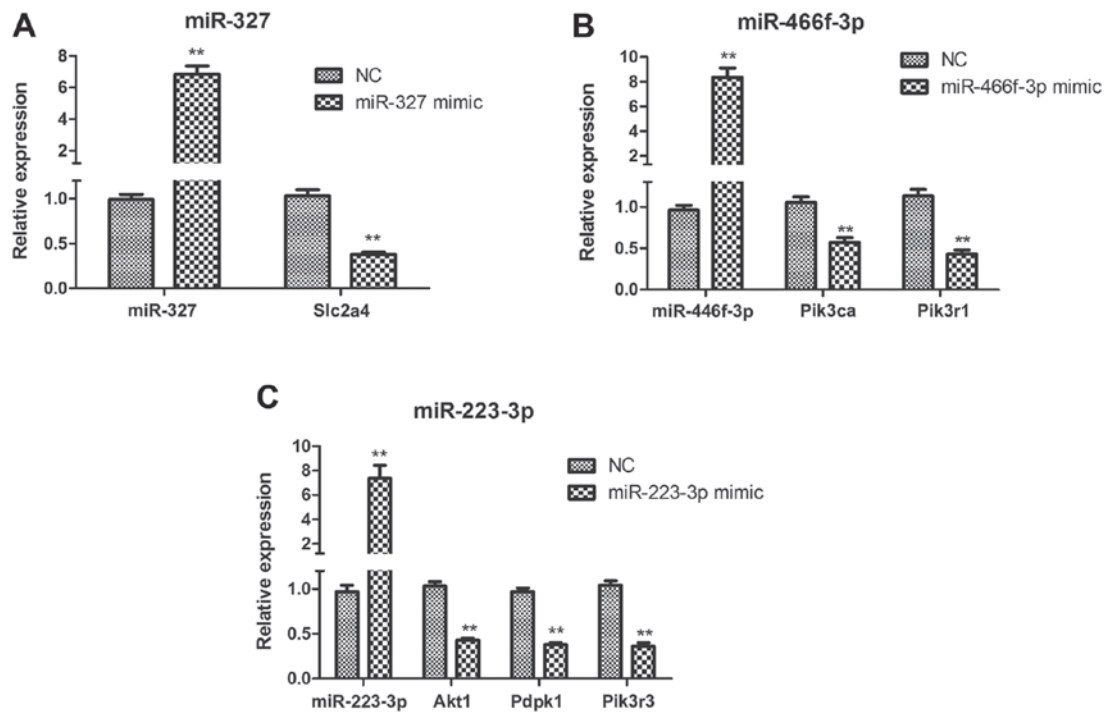 A
miR-327
**
8
6
4
2
1.0
0.5
0.0
Relative expression
NC
miR-327 mimic
**
miR-327
Slc2a4
B
miR-466f-3p
**
10
8
6
4
2
1.0
0.5
0.0
Relative expression
NC
miR-466f-3p mimic
**
**
miR-446f-3p
Pik3ca
Pik3r1
C
miR-223-3p
**
10
8
6
4
2
1.0
0.5
0.0
Relative expression
NC
miR-223-3p mimic
**
**
**
miR-223-3p
Akt1
Pdpk1
Pik3r3